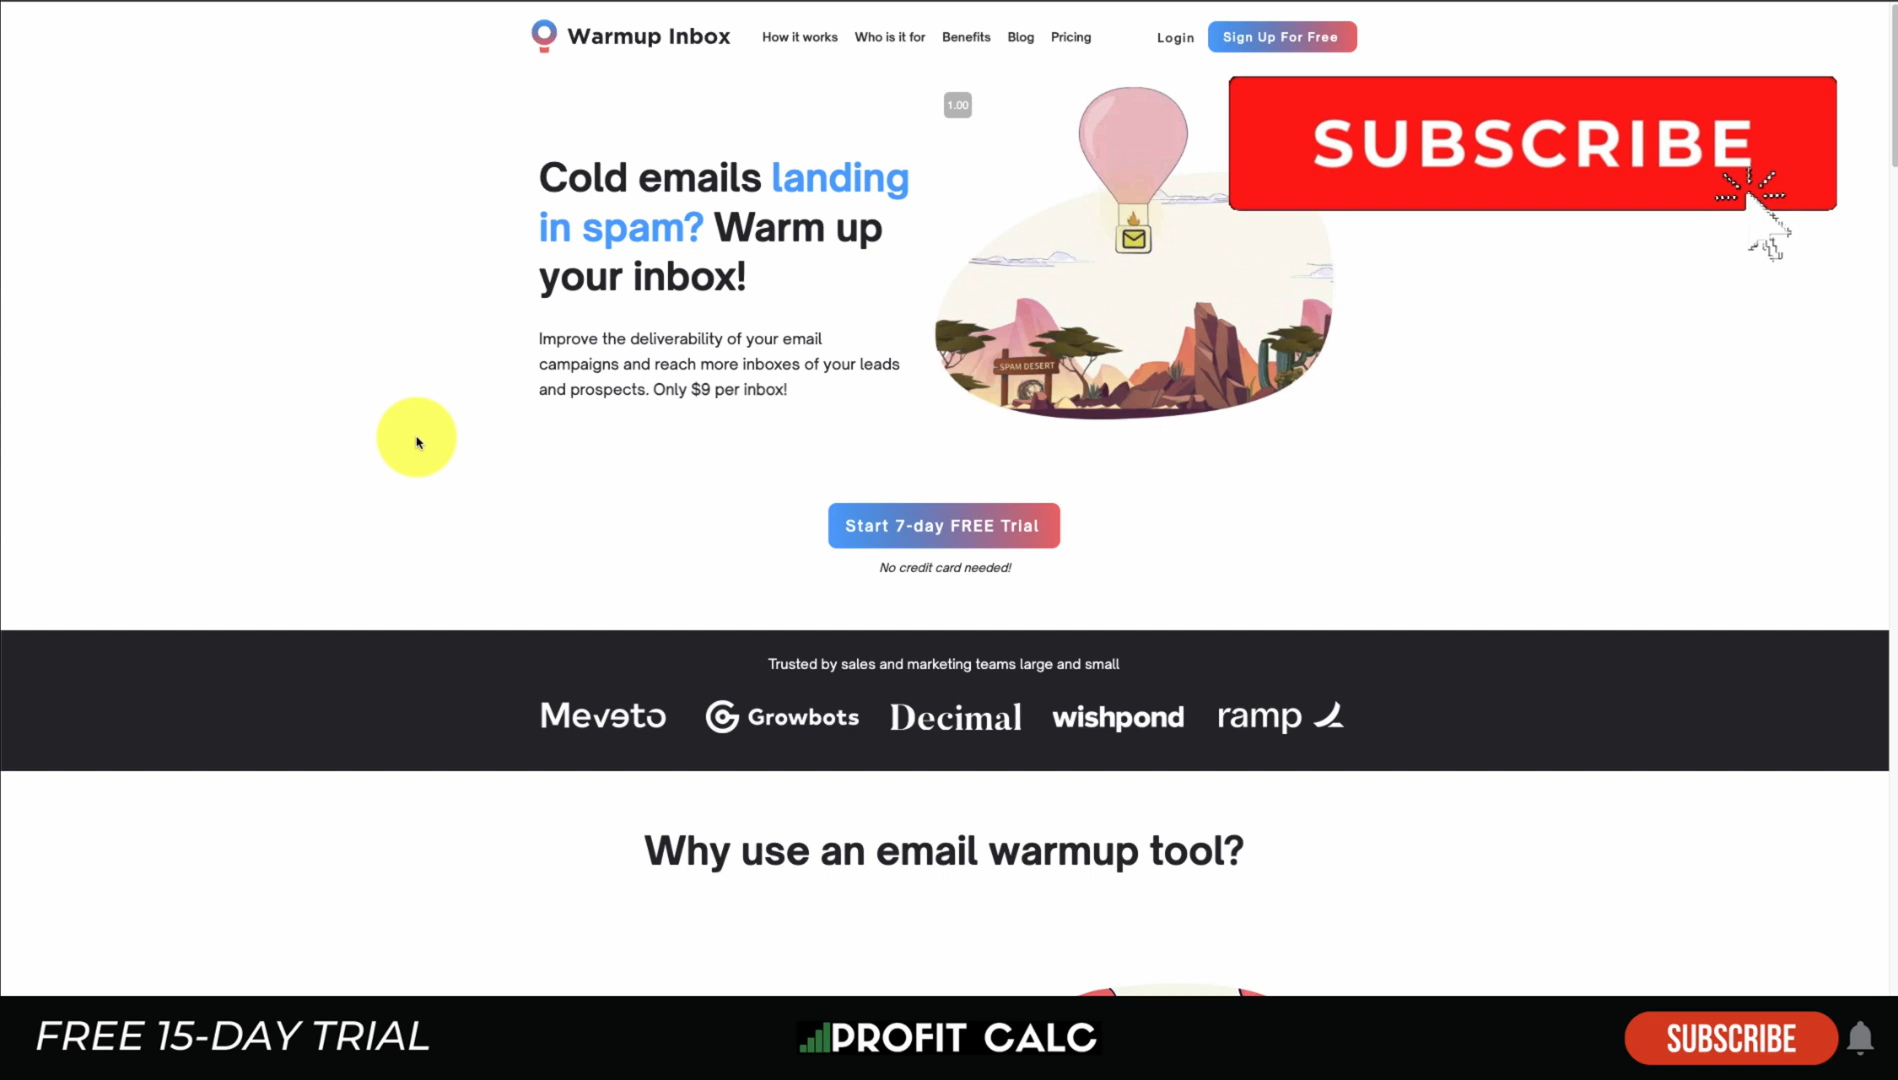 Warmup Inbox
How it works Who is it for Benefits Blog Pricing
Login
Sign Up For Free
1.00
SUBSCRIBE
Cold emails landing
in spam? Warm up
your inbox!
Improve the deliverability of your email
campaigns and reach more inboxes of your leads
and prospects. Only $9 per inbox!
SPAM DESERT
Start 7-day FREE Trial
No credit card needed!
Trusted by sales and marketing teams large and small
Meveto Growbots Decimal wishpond ramp
Why use an email warmup tool?
FREE 15-DAY TRIAL
PROFIT CALC
SUBSCRIBE